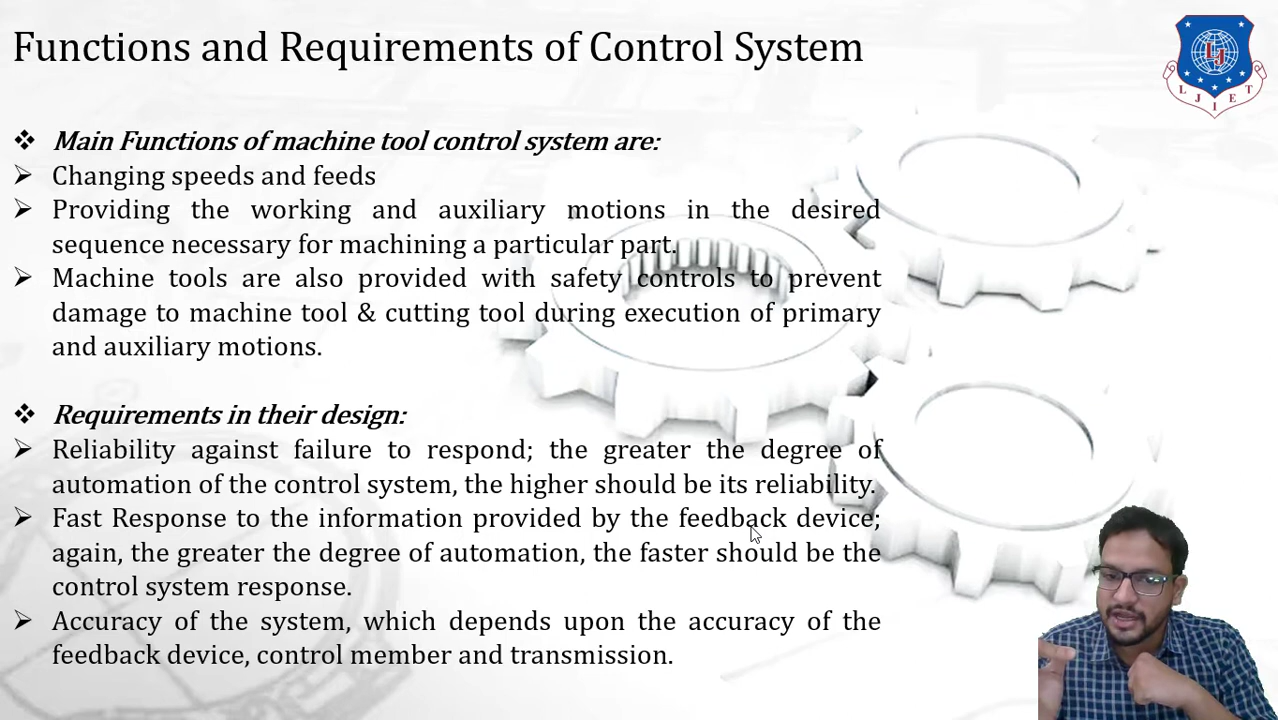 Functions and Requirements of Control System
LJ
L J I E T
❖ Main Functions of machine tool control system are:
➢ Changing speeds and feeds
➢ Providing the working and auxiliary motions in the desired
sequence necessary for machining a particular part.
➢ Machine tools are also provided with safety controls to prevent
damage to machine tool & cutting tool during execution of primary
and auxiliary motions.
❖ Requirements in their design:
➢ Reliability against failure to respond; the greater the degree of
automation of the control system, the higher should be its reliability.
➢ Fast Response to the information provided by the feedback device;
again, the greater the degree of automation, the faster should be the
control system response.
➢ Accuracy of the system, which depends upon the accuracy of the
feedback device, control member and transmission.